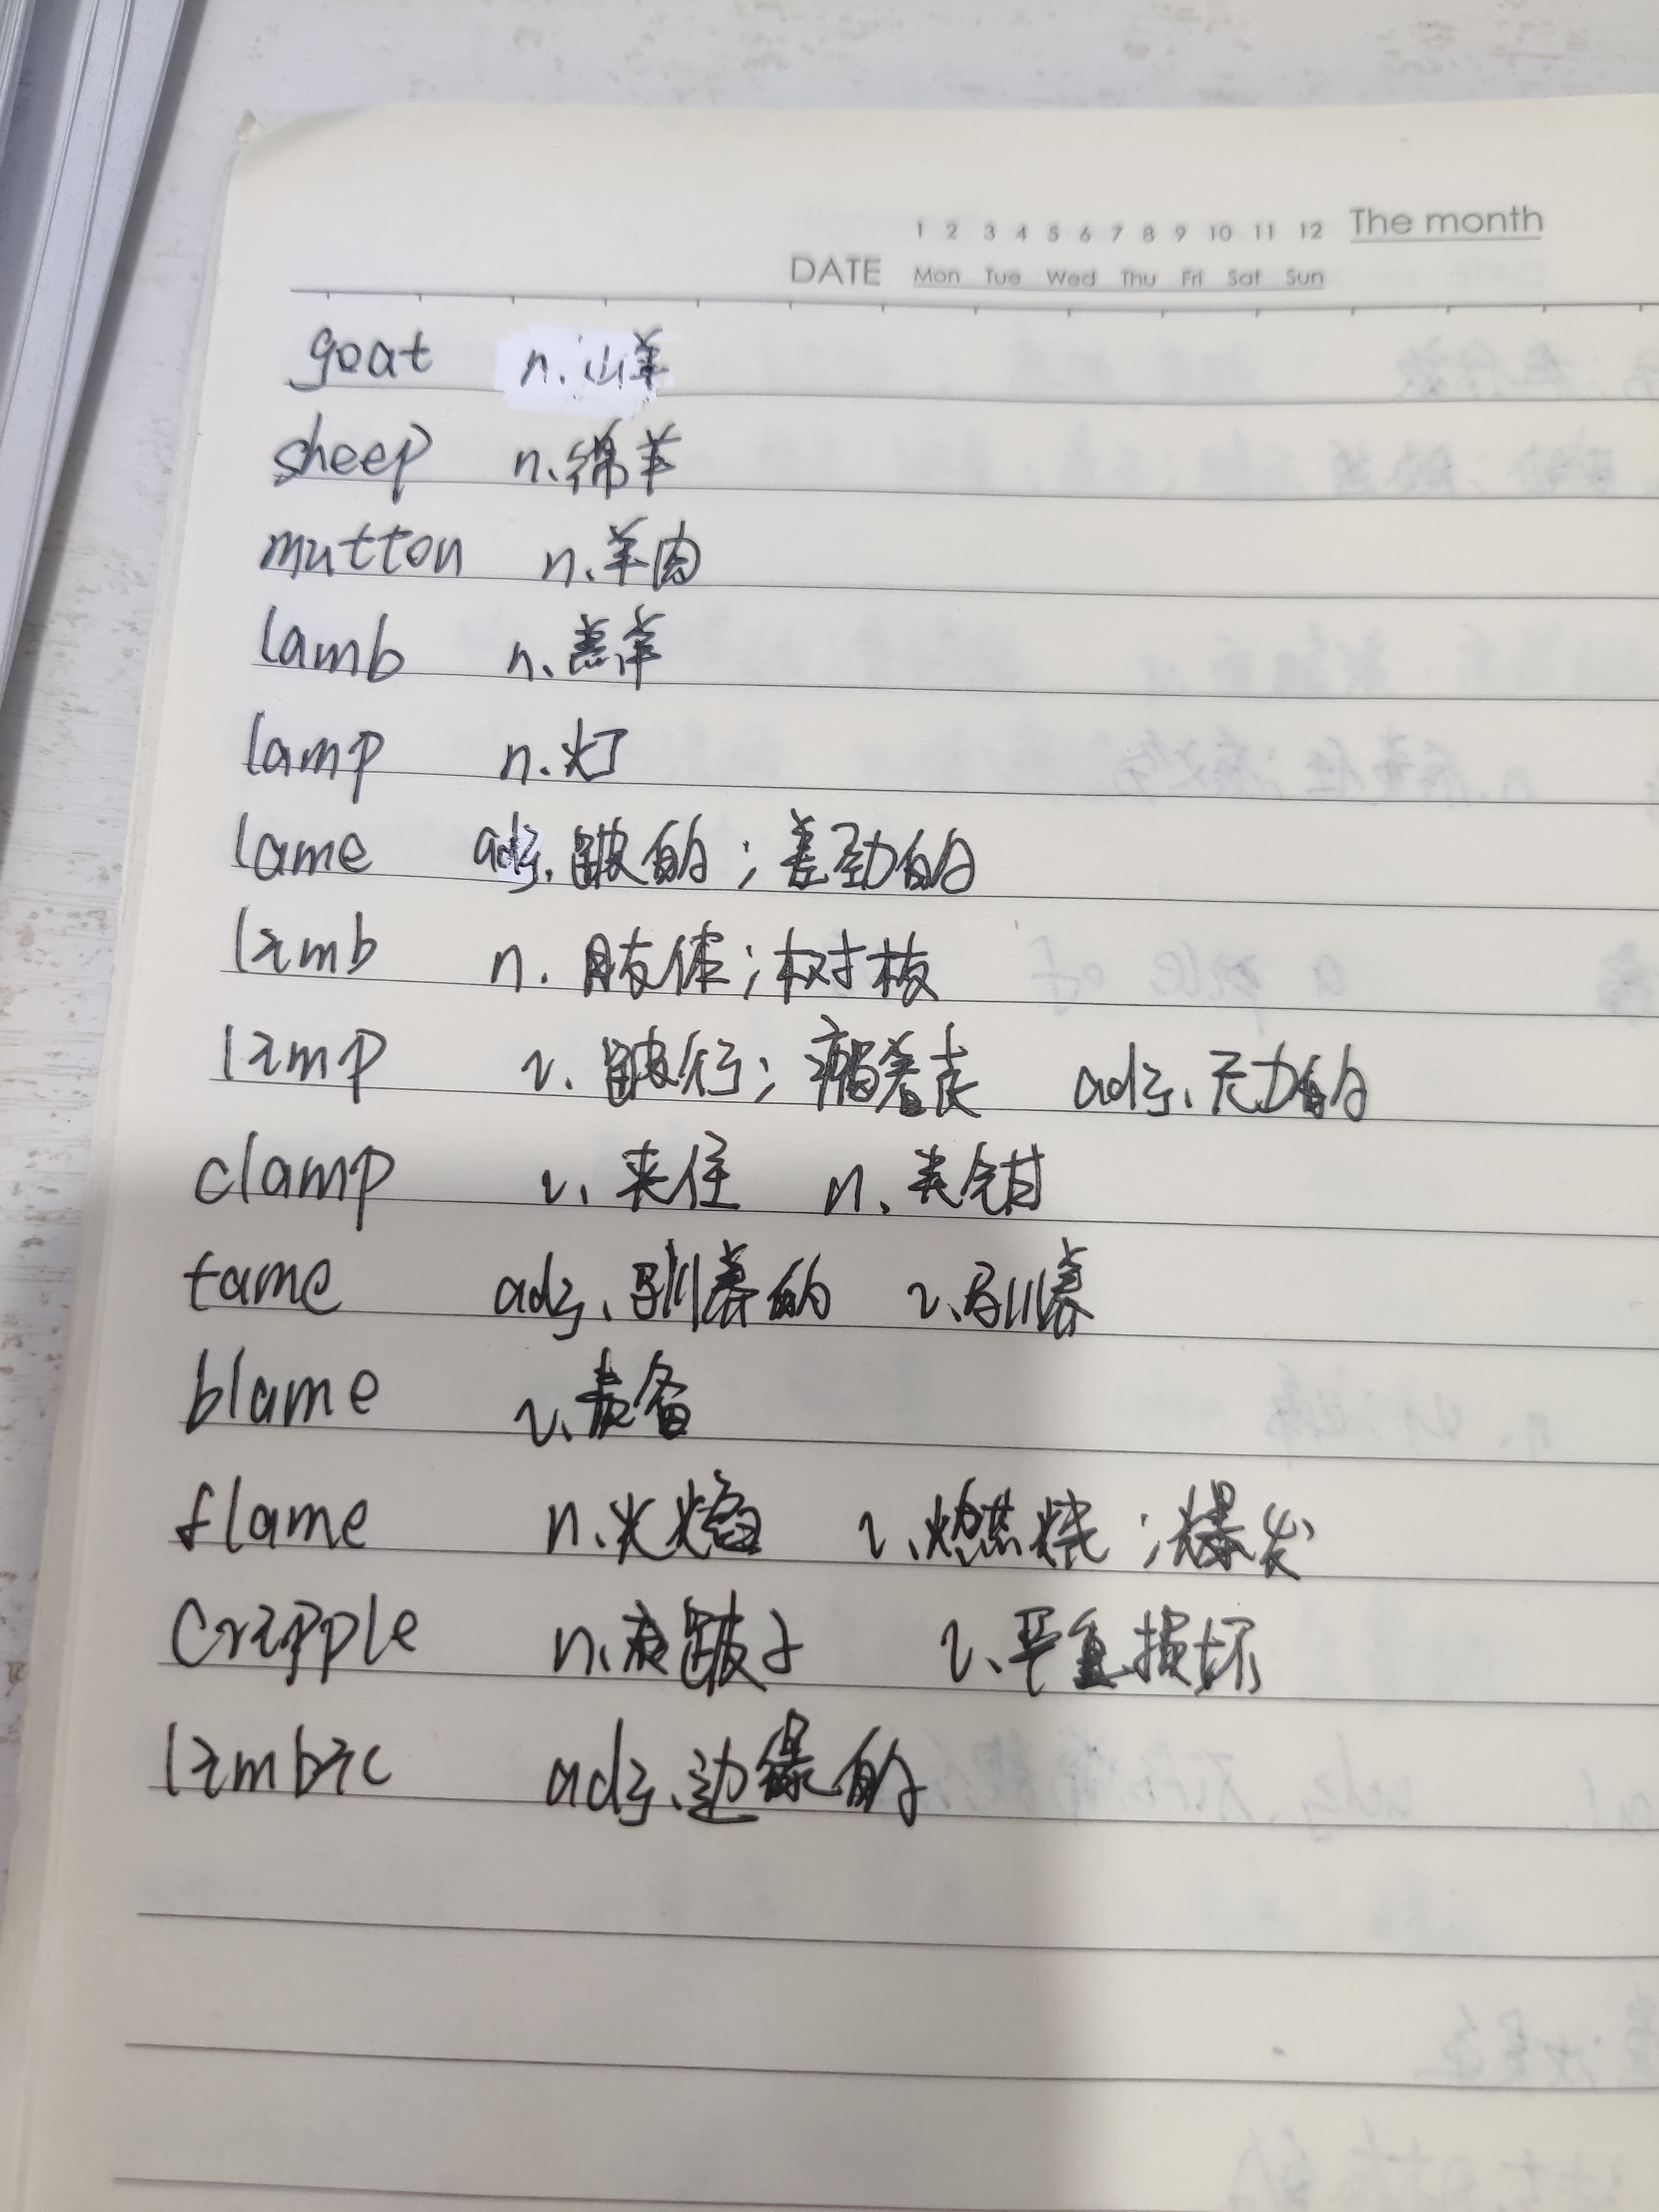 1 2 3 4 5 6 7 8 9 10 11 12 The month
DATE Mon Tue Wed Thu Fri Sat Sun
goat n.山羊
sheep n.绵羊
mutton n.羊肉
lamb n.羔羊
lamp n.灯
lame adj.跛的；差劲的
limb n.肢体；树枝
limp v.跛行；瘸着走 adj.无力的
clamp v.夹住 n.夹钳
tame adj.驯养的 v.驯养
blame v.责备
flame n.火焰 v.燃烧；爆发
cripple n.跛子 v.严重损坏
limbic adj.边缘的